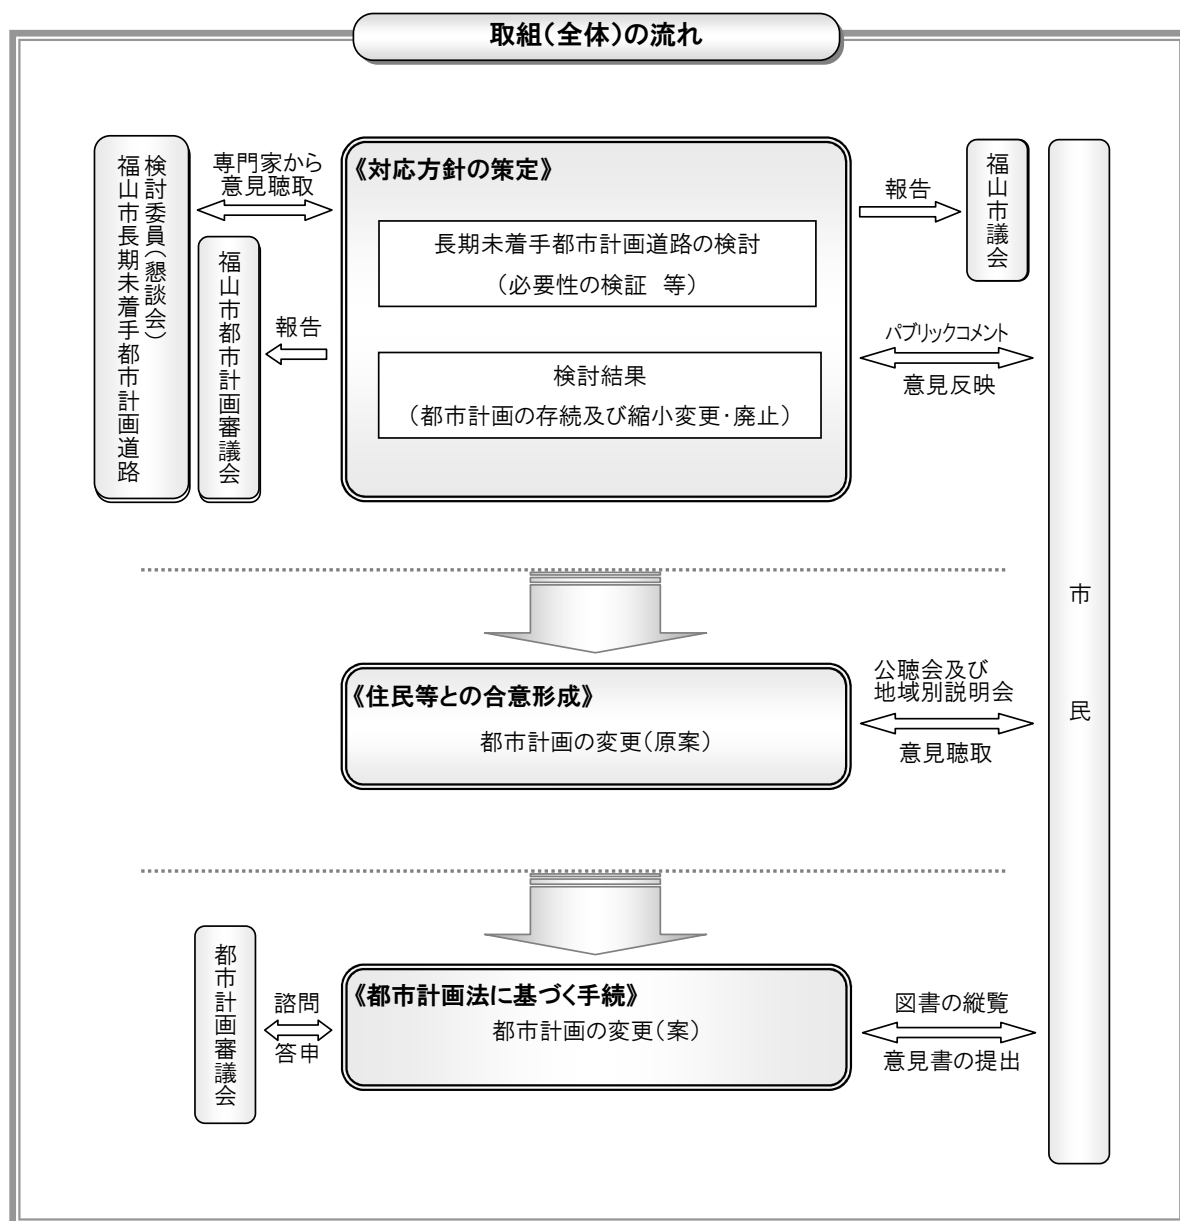 取組（全体）の流れ
福山市長期未着手都市計画道路
検討委員（懇談会）
専門家から
意見聴取
福山市都市計画審議会
報告
《対応方針の策定》
長期未着手都市計画道路の検討
（必要性の検証　等）
検討結果
（都市計画の存続及び縮小変更・廃止）
報告
福山市議会
パブリックコメント
意見反映
市民
《住民等との合意形成》
都市計画の変更（原案）
公聴会及び
地域別説明会
意見聴取
都市計画審議会
諮問
答申
《都市計画法に基づく手続》
都市計画の変更（案）
図書の縦覧
意見書の提出